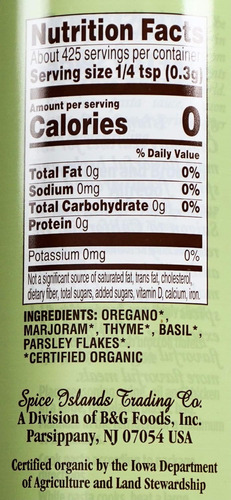 Nutrition Facts
About 425 servings per container
Serving size 1/4 tsp (0.3g)
Amount per serving
Calories 0
% Daily Value
Total Fat 0g 0%
Sodium 0mg 0%
Total Carbohydrate 0g 0%
Protein 0g
Potassium 0mg 0%
Not a significant source of saturated fat, trans fat, cholesterol,
dietary fiber, total sugars, added sugars, vitamin D, calcium, iron.
INGREDIENTS: OREGANO*,
MARJORAM*, THYME*, BASIL*,
PARSLEY FLAKES*.
*CERTIFIED ORGANIC
Spice Islands Trading Co.
A Division of B&G Foods, Inc.
Parsippany, NJ 07054 USA
Certified organic by the Iowa Department
of Agriculture and Land Stewardship